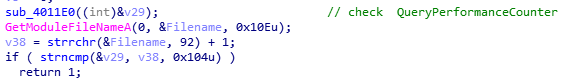 sub_4011E0((int)&v29); // check QueryPerformanceCounter
GetModuleFileNameA(0, &Filename, 0x10Eu);
v38 = strrchr(&Filename, 92) + 1;
if ( strncmp(&v29, v38, 0x104u) )
return 1;